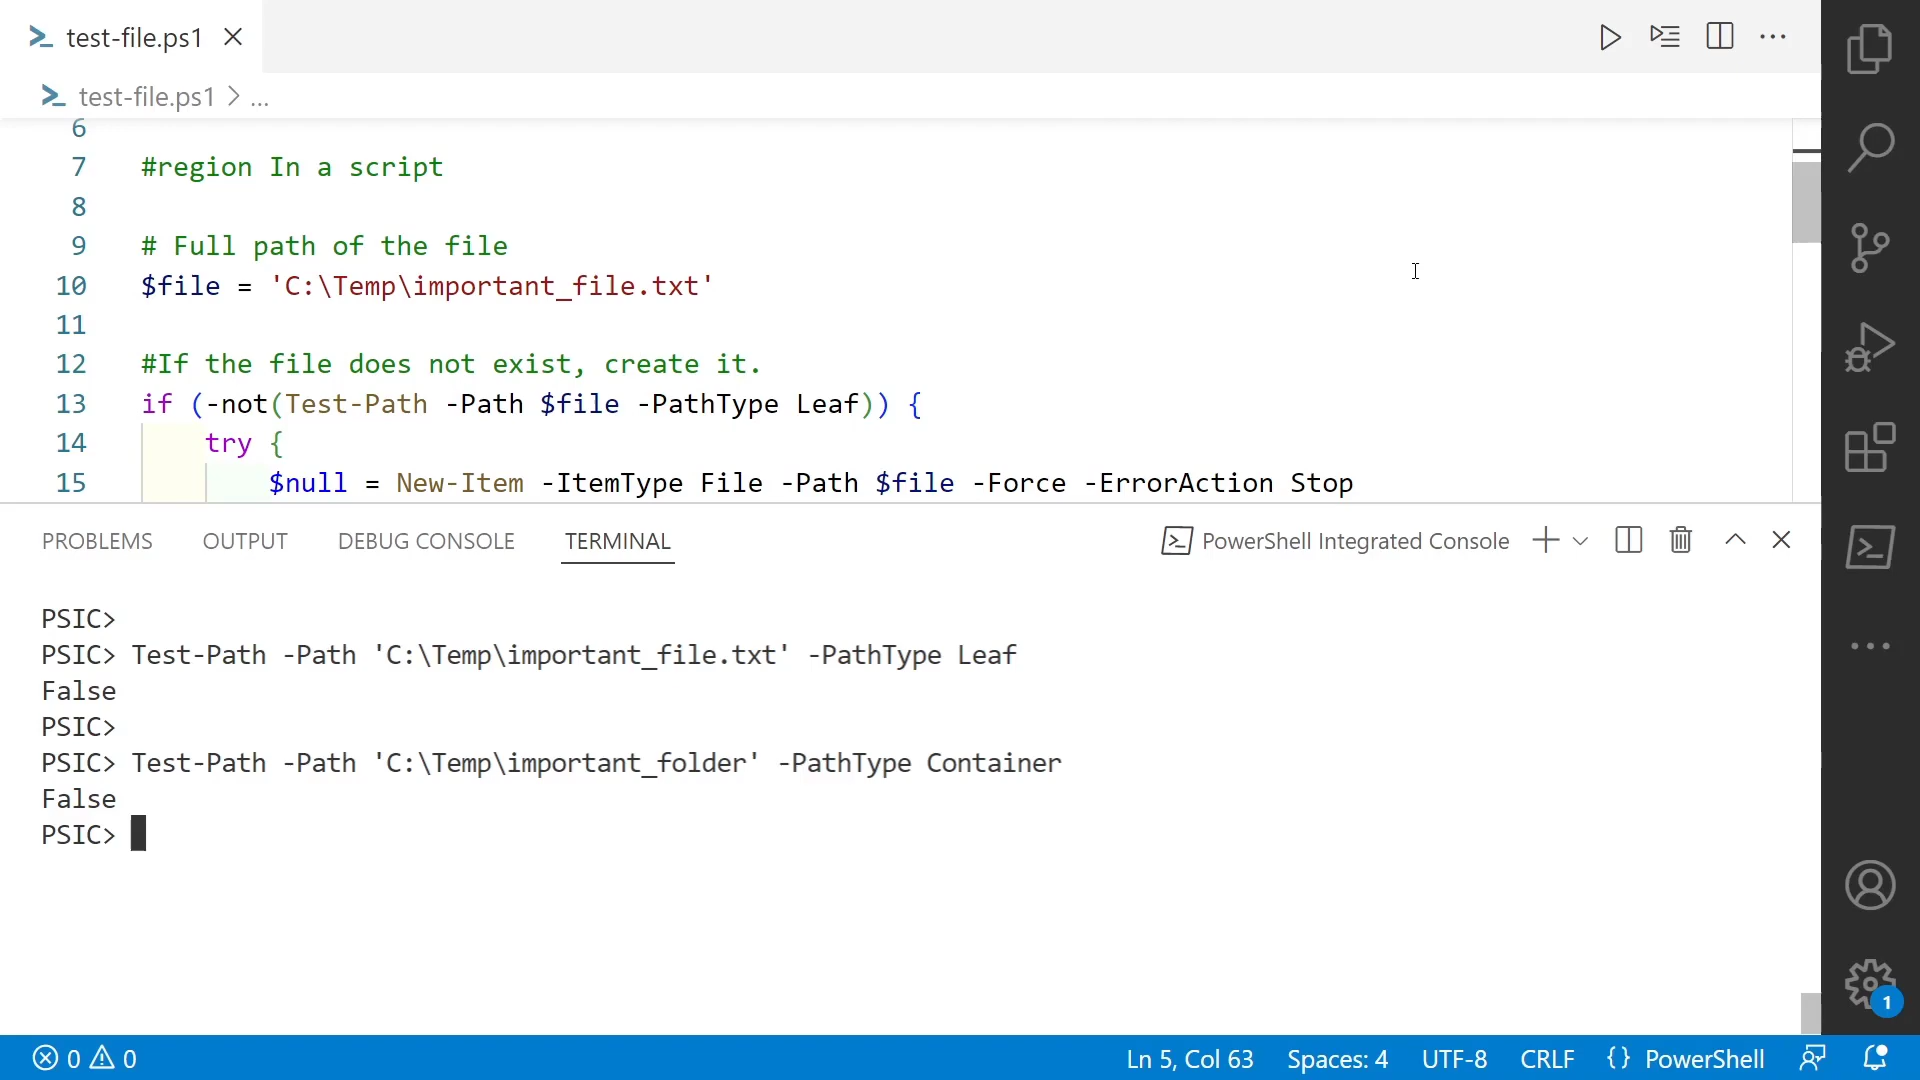 test-file.ps1
test-file.ps1 > ...
6
7 #region In a script
8
9 # Full path of the file
10 $file = 'C:\Temp\important_file.txt'
11
12 #If the file does not exist, create it.
13 if (-not(Test-Path -Path $file -PathType Leaf)) {
14 try {
15 $null = New-Item -ItemType File -Path $file -Force -ErrorAction Stop
PROBLEMS OUTPUT DEBUG CONSOLE TERMINAL PowerShell Integrated Console
PSIC>
PSIC> Test-Path -Path 'C:\Temp\important_file.txt' -PathType Leaf
False
PSIC>
PSIC> Test-Path -Path 'C:\Temp\important_folder' -PathType Container
False
PSIC>
1
0 0 Ln 5, Col 63 Spaces: 4 UTF-8 CRLF {} PowerShell